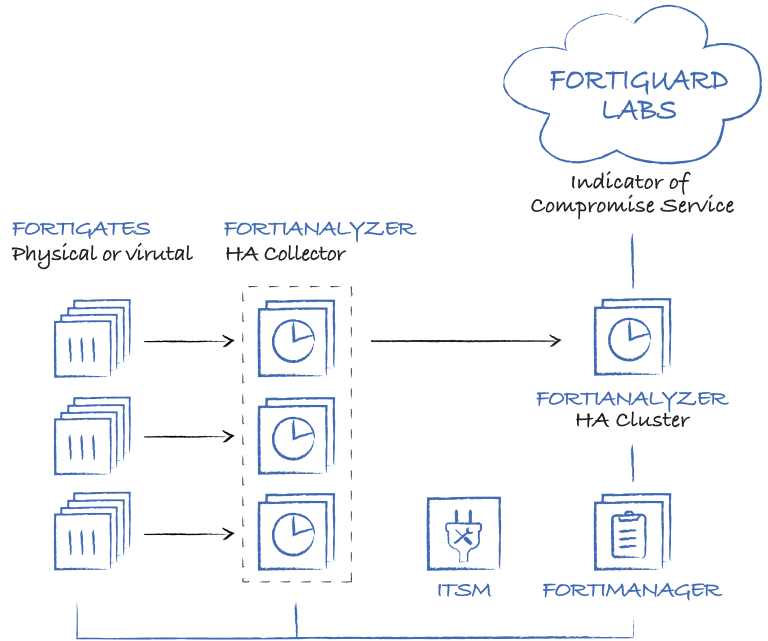 FORTIGUARD
LABS
Indicator of
Compromise Service
FORTIGATES
Physical or virutal
FORTIANALYZER
HA Collector
FORTIANALYZER
HA Cluster
ITSM
FORTIMANAGER